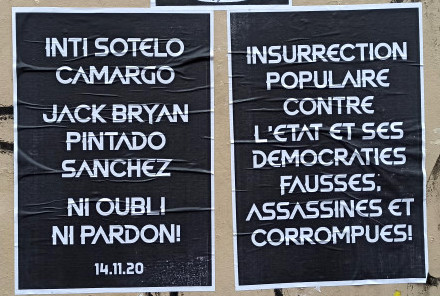 INTI SOTELO
CAMARGO
JACK BRYAN
PINTADO
SANCHEZ
NI OUBLI
NI PARDON!
14.11.20
INSURRECTION
POPULAIRE
CONTRE
L'ETAT ET SES
DEMOCRATIES
FAUSSES,
ASSASSINES ET
CORROMPUES!